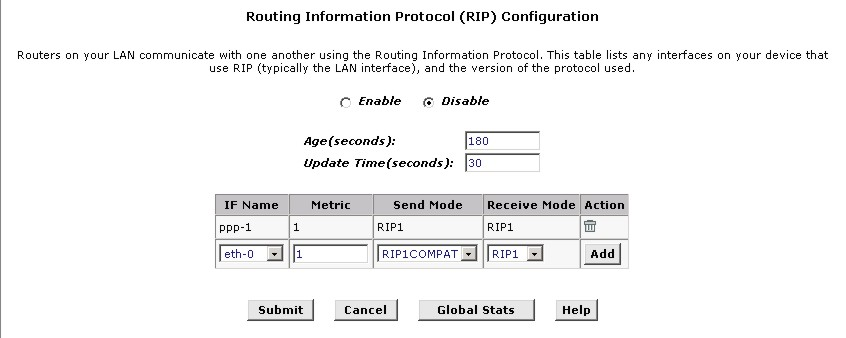 Routing Information Protocol (RIP) Configuration
Routers on your LAN communicate with one another using the Routing Information Protocol. This table lists any interfaces on your device that
use RIP (typically the LAN interface), and the version of the protocol used.
Enable Disable
Age(seconds): 180
Update Time(seconds): 30
IF Name Metric Send Mode Receive Mode Action
ppp-1 1 RIP1 RIP1
eth-0 1 RIP1COMPAT RIP1 Add
Submit Cancel Global Stats Help